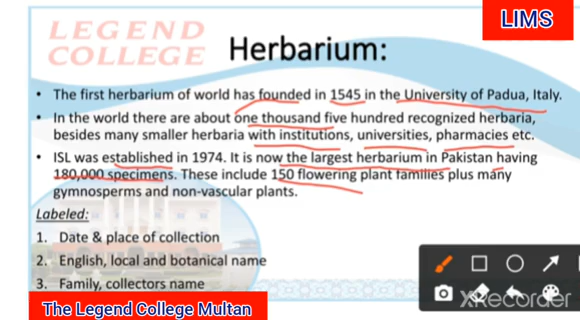 LIMS
LEGEND
COLLEGE
Herbarium:
• The first herbarium of world has founded in 1545 in the University of Padua, Italy.
• In the world there are about one thousand five hundred recognized herbaria,
besides many smaller herbaria with institutions, universities, pharmacies etc.
• ISL was established in 1974. It is now the largest herbarium in Pakistan having
180,000 specimens. These include 150 flowering plant families plus many
gymnosperms and non-vascular plants.
Labeled:
1. Date & place of collection
2. English, local and botanical name
3. Family, collectors name
The Legend College Multan
XRecorder